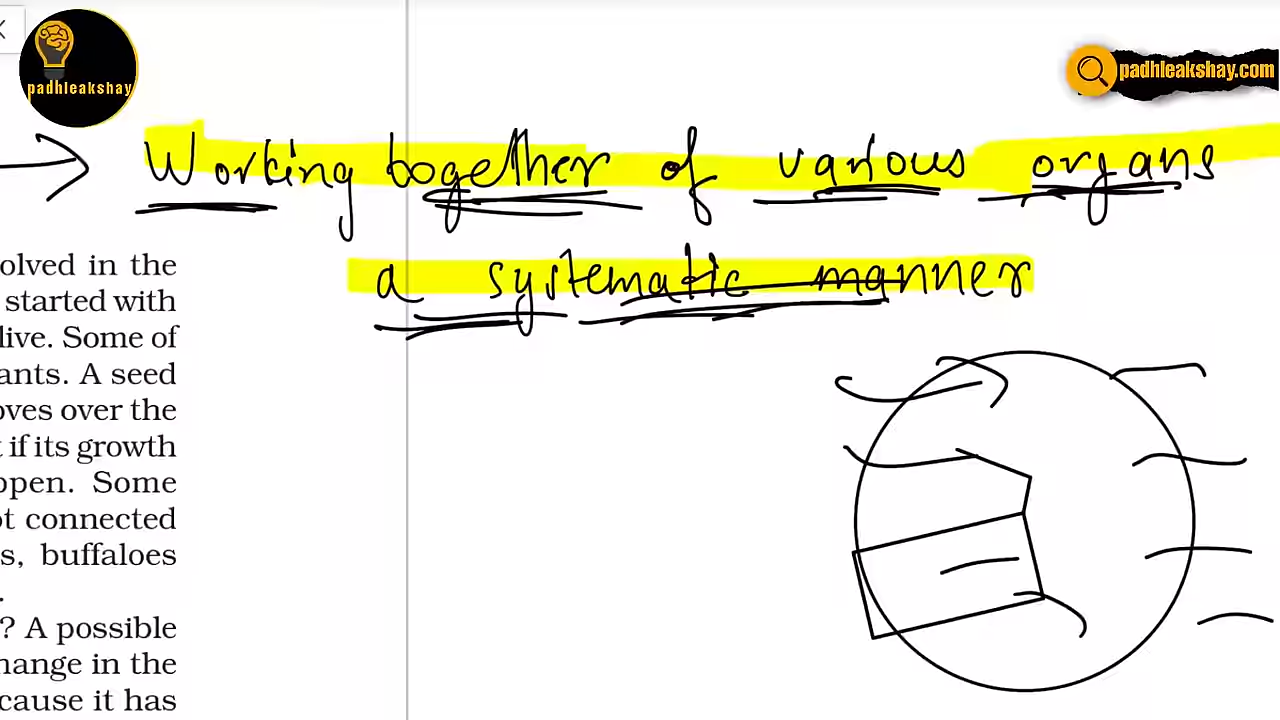 padhleakshay
padhleakshay.com
Working together of various organs
a systematic manner
olved in the
started with
live. Some of
ants. A seed
oves over the
if its growth
ppen. Some
ot connected
s, buffaloes
.
? A possible
hange in the
cause it has